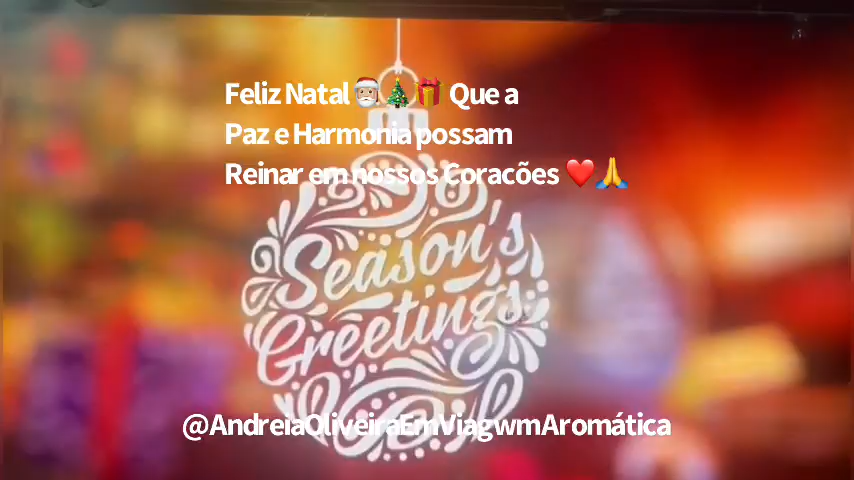 Feliz Natal 🎅🏼🎄🎁 Que a
Paz e Harmonia possam
Reinar em nossos Coracões ❤️🙏
Season's
Greetings
@AndreiaOliveiraEmViagwmAromática